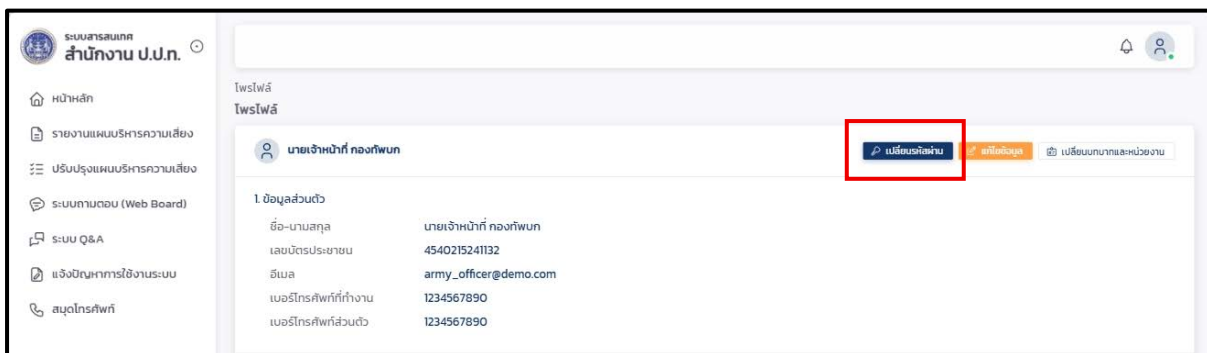 ระบบสารสนเทศ
สำนักงาน ป.ป.ท.
หน้าหลัก
รายงานแผนบริหารความเสี่ยง
ปรับปรุงแผนบริหารความเสี่ยง
ระบบถามตอบ (Web Board)
ระบบ Q&A
แจ้งปัญหาการใช้งานระบบ
สมุดโทรศัพท์
โพรไฟล์
โพรไฟล์
นายเจ้าหน้าที่ กองทัพบก
เปลี่ยนรหัสผ่าน
แก้ไขข้อมูล
เปลี่ยนบทบาทและหน่วยงาน
1. ข้อมูลส่วนตัว
ชื่อ-นามสกุล นายเจ้าหน้าที่ กองทัพบก
เลขบัตรประชาชน 4540215241132
อีเมล army_officer@demo.com
เบอร์โทรศัพท์ที่ทำงาน 1234567890
เบอร์โทรศัพท์ส่วนตัว 1234567890